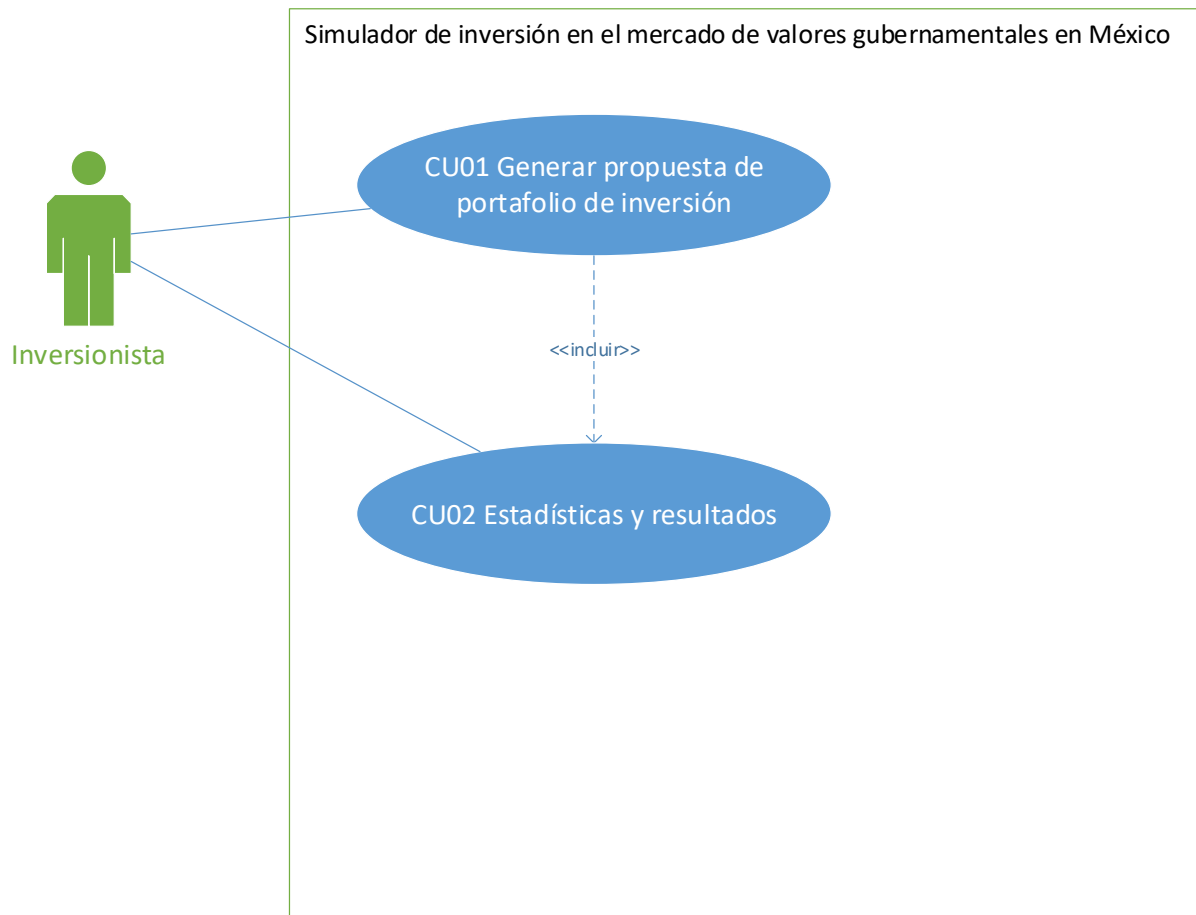 Simulador de inversión en el mercado de valores gubernamentales en México
CU01 Generar propuesta de
portafolio de inversión
<<incluir>>
Inversionista
CU02 Estadísticas y resultados